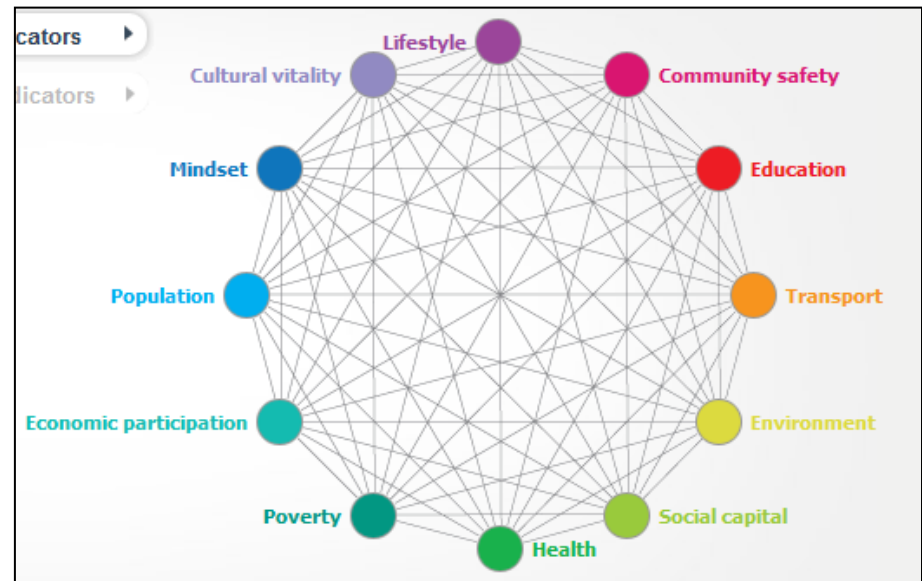 cators
dicators
Lifestyle
Cultural vitality
Community safety
Mindset
Education
Population
Transport
Economic participation
Environment
Poverty
Social capital
Health